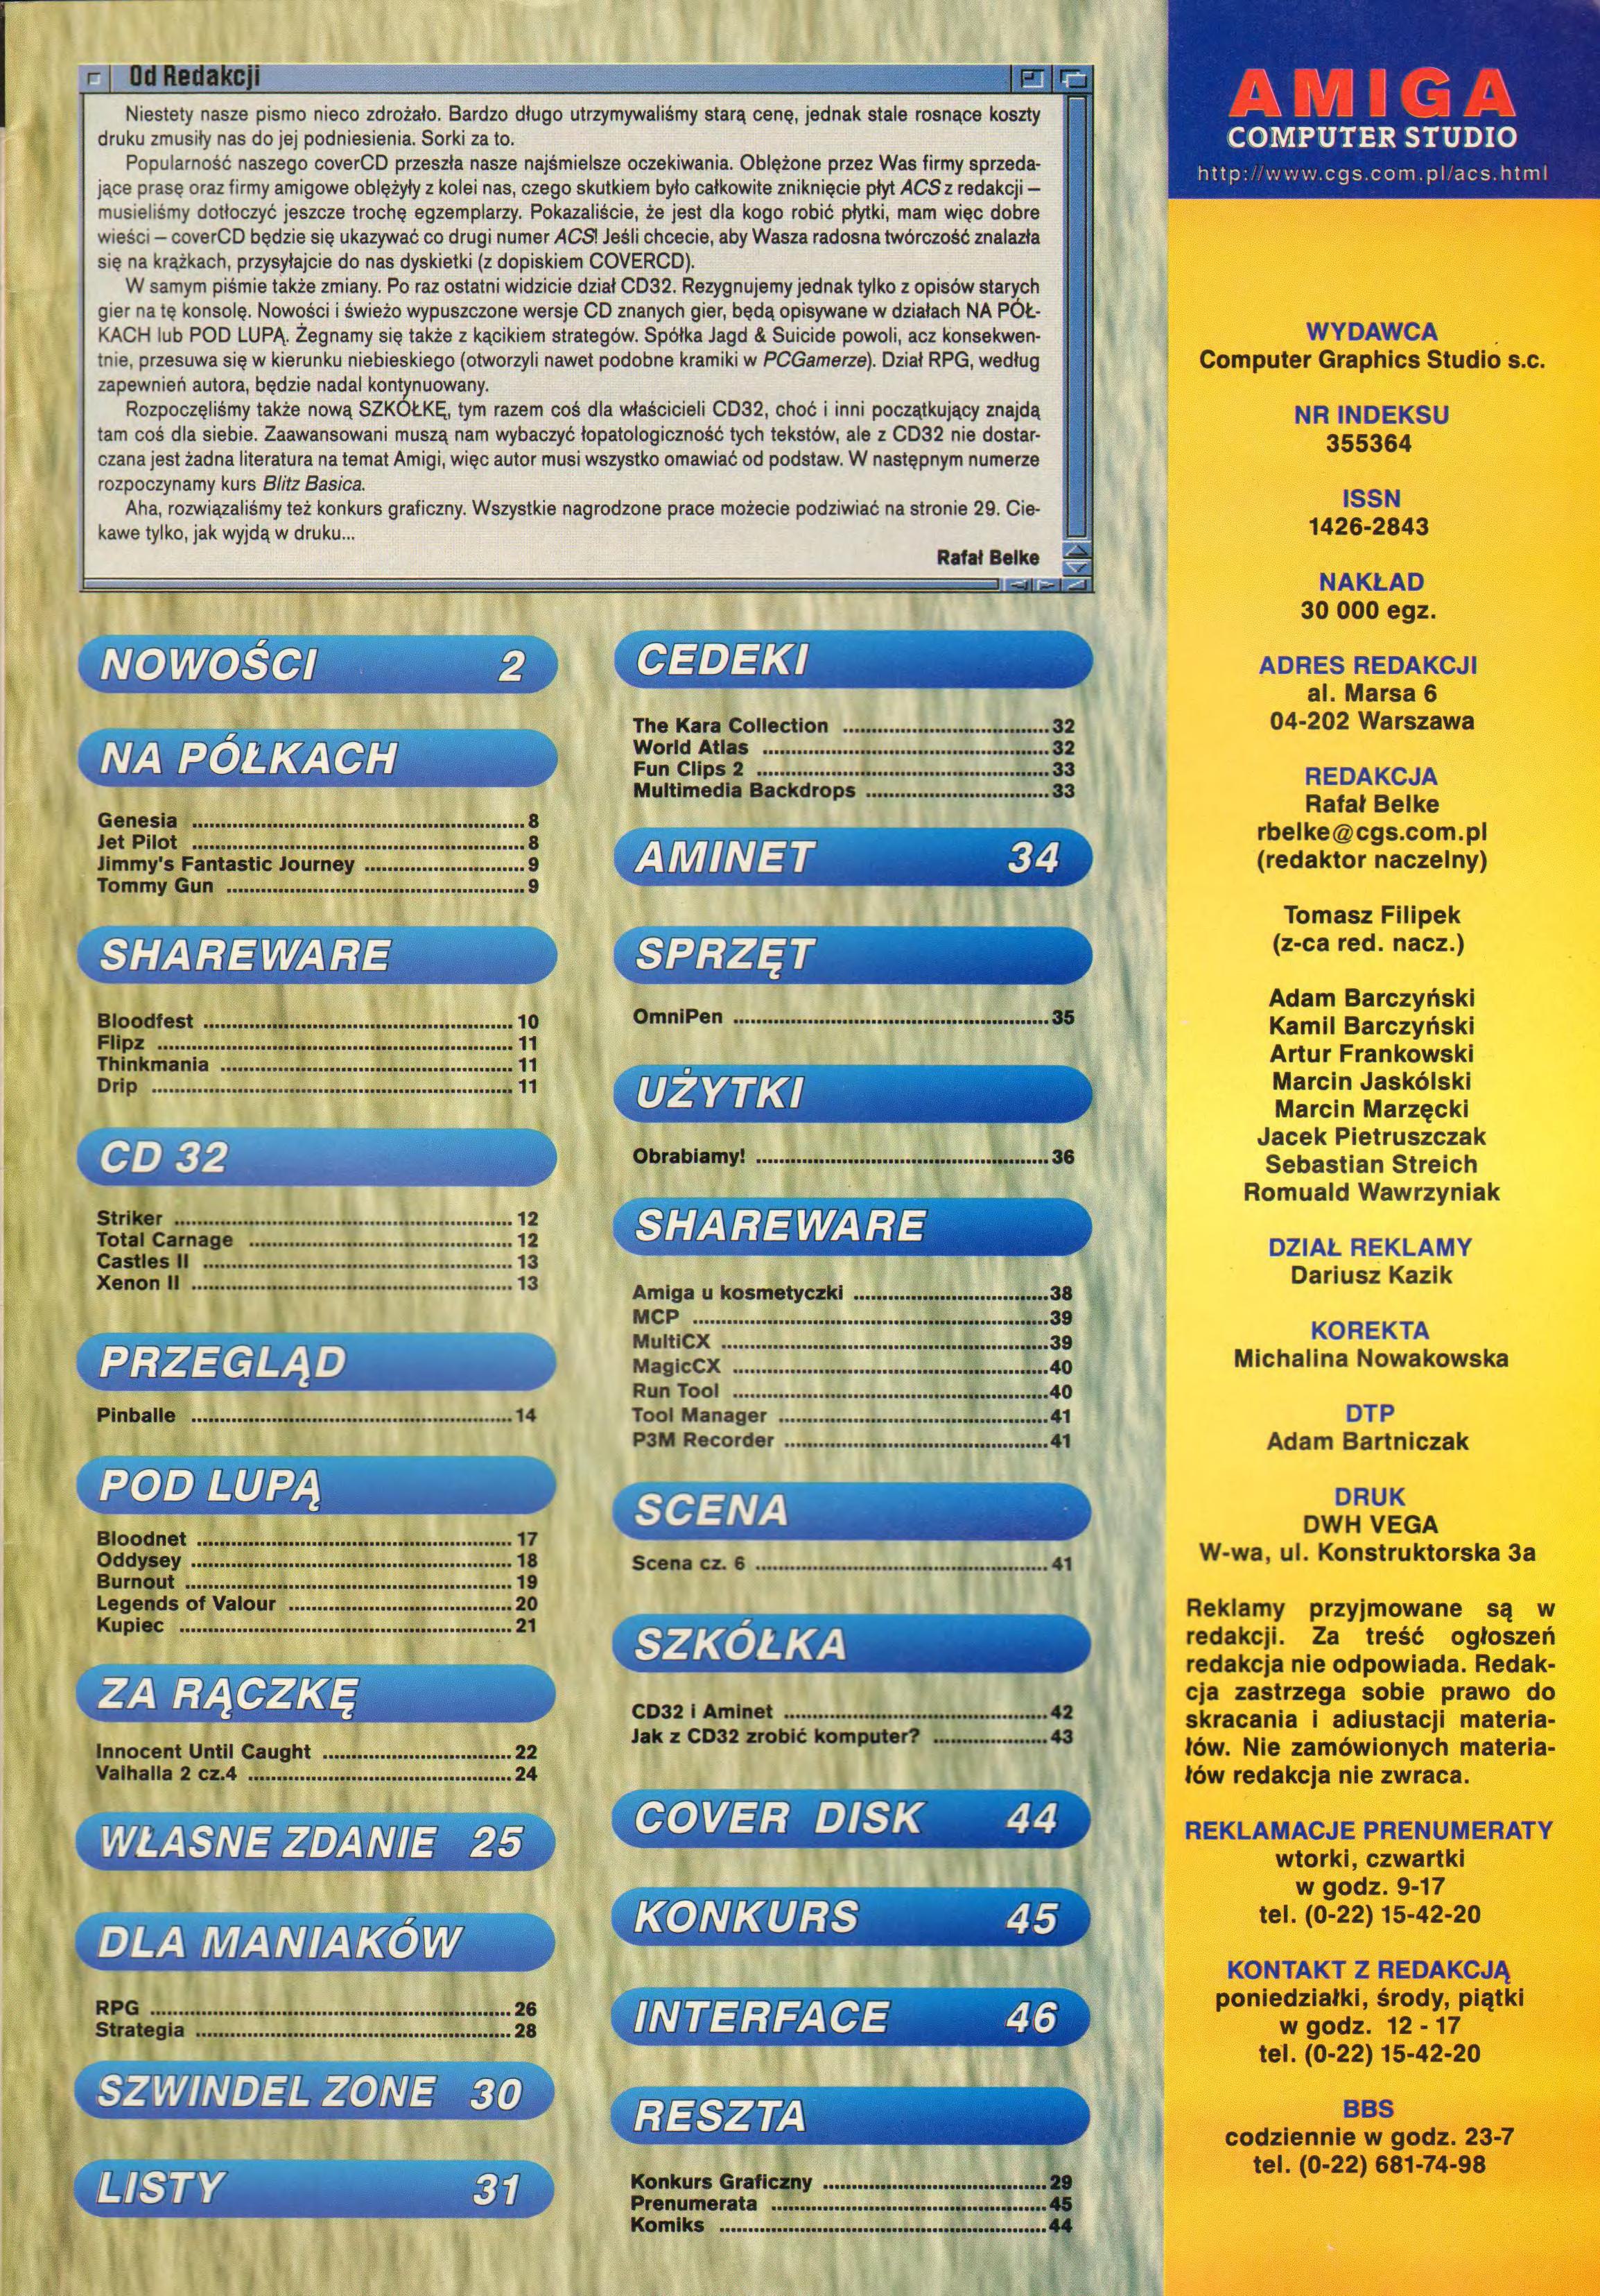 Od Redakcji
Niestety nasze pismo nieco zdrożało. Bardzo długo utrzymywaliśmy starą cenę, jednak stale rosnące koszty
druku zmusiły nas do jej podniesienia. Sorki za to.
Popularność naszego coverCD przeszła nasze najśmielsze oczekiwania. Oblężone przez Was firmy sprzeda-
jące prasę oraz firmy amigowe oblężyły z kolei nas, czego skutkiem było całkowite zniknięcie płyt ACS z redakcji –
musieliśmy dotłoczyć jeszcze trochę egzemplarzy. Pokazaliście, że jest dla kogo robić płytki, mam więc dobre
wieści – coverCD będzie się ukazywać co drugi numer ACS! Jeśli chcecie, aby Wasza radosna twórczość znalazła
się na krążkach, przysyłajcie do nas dyskietki (z dopiskiem COVERCD).
W samym piśmie także zmiany. Po raz ostatni widzicie dział CD32. Rezygnujemy jednak tylko z opisów starych
gier na tę konsolę. Nowości i świeżo wypuszczone wersje CD znanych gier, będą opisywane w działach NA PÓŁ-
KACH lub POD LUPĄ. Żegnamy się także z kącikiem strategów. Spółka Jagd & Suicide powoli, acz konsekwen-
tnie, przesuwa się w kierunku niebieskiego (otworzyli nawet podobne kramiki w PCGamerze). Dział RPG, według
zapewnień autora, będzie nadal kontynuowany.
Rozpoczęliśmy także nową SZKÓŁKĘ, tym razem coś dla właścicieli CD32, choć i inni początkujący znajdą
tam coś dla siebie. Zaawansowani muszą nam wybaczyć łopatologiczność tych tekstów, ale z CD32 nie dostar-
czana jest żadna literatura na temat Amigi, więc autor musi wszystko omawiać od podstaw. W następnym numerze
rozpoczynamy kurs Blitz Basica.
Aha, rozwiązaliśmy też konkurs graficzny. Wszystkie nagrodzone prace możecie podziwiać na stronie 29. Cie-
kawe tylko, jak wyjdą w druku...
Rafał Belke
NOWOŚCI 2
NA PÓŁKACH
Genesia ........ 8
Jet Pilot ........ 8
Jimmy's Fantastic Journey ........ 9
Tommy Gun ........ 9
SHAREWARE
Bloodfest ........ 10
Flipz ........ 11
Thinkmania ........ 11
Drip ........ 11
CD 32
Striker ........ 12
Total Carnage ........ 12
Castles II ........ 13
Xenon II ........ 13
PRZEGLĄD
Pinballe ........ 14
POD LUPĄ
Bloodnet ........ 17
Oddysey ........ 18
Burnout ........ 19
Legends of Valour ........ 20
Kupiec ........ 21
ZA RĄCZKĘ
Innocent Until Caught ........ 22
Valhalla 2 cz.4 ........ 24
WŁASNE ZDANIE 25
DLA MANIAKÓW
RPG ........ 26
Strategia ........ 28
SZWINDEL ZONE 30
LISTY 31
CEDEKI
The Kara Collection ........ 32
World Atlas ........ 32
Fun Clips 2 ........ 33
Multimedia Backdrops ........ 33
AMINET 34
SPRZĘT
OmniPen ........ 35
UŻYTKI
Obrabiamy! ........ 36
SHAREWARE
Amiga u kosmetyczki ........ 38
MCP ........ 39
MultiCX ........ 39
MagicCX ........ 40
Run Tool ........ 40
Tool Manager ........ 41
P3M Recorder ........ 41
SCENA
Scena cz. 6 ........ 41
SZKÓŁKA
CD32 i Aminet ........ 42
Jak z CD32 zrobić komputer? ........ 43
COVER DISK 44
KONKURS 45
INTERFACE 46
RESZTA
Konkurs Graficzny ........ 29
Prenumerata ........ 45
Komiks ........ 44
AMIGA
COMPUTER STUDIO
http://www.cgs.com.pl/acs.html
WYDAWCA
Computer Graphics Studio s.c.
NR INDEKSU
355364
ISSN
1426-2843
NAKŁAD
30 000 egz.
ADRES REDAKCJI
al. Marsa 6
04-202 Warszawa
REDAKCJA
Rafał Belke
rbelke@cgs.com.pl
(redaktor naczelny)
Tomasz Filipek
(z-ca red. nacz.)
Adam Barczyński
Kamil Barczyński
Artur Frankowski
Marcin Jaskólski
Marcin Marzęcki
Jacek Pietruszczak
Sebastian Streich
Romuald Wawrzyniak
DZIAŁ REKLAMY
Dariusz Kazik
KOREKTA
Michalina Nowakowska
DTP
Adam Bartniczak
DRUK
DWH VEGA
W-wa, ul. Konstruktorska 3a
Reklamy przyjmowane są w
redakcji. Za treść ogłoszeń
redakcja nie odpowiada. Redak-
cja zastrzega sobie prawo do
skracania i adiustacji materia-
łów. Nie zamówionych materia-
łów redakcja nie zwraca.
REKLAMACJE PRENUMERATY
wtorki, czwartki
w godz. 9-17
tel. (0-22) 15-42-20
KONTAKT Z REDAKCJĄ
poniedziałki, środy, piątki
w godz. 12 - 17
tel. (0-22) 15-42-20
BBS
codziennie w godz. 23-7
tel. (0-22) 681-74-98